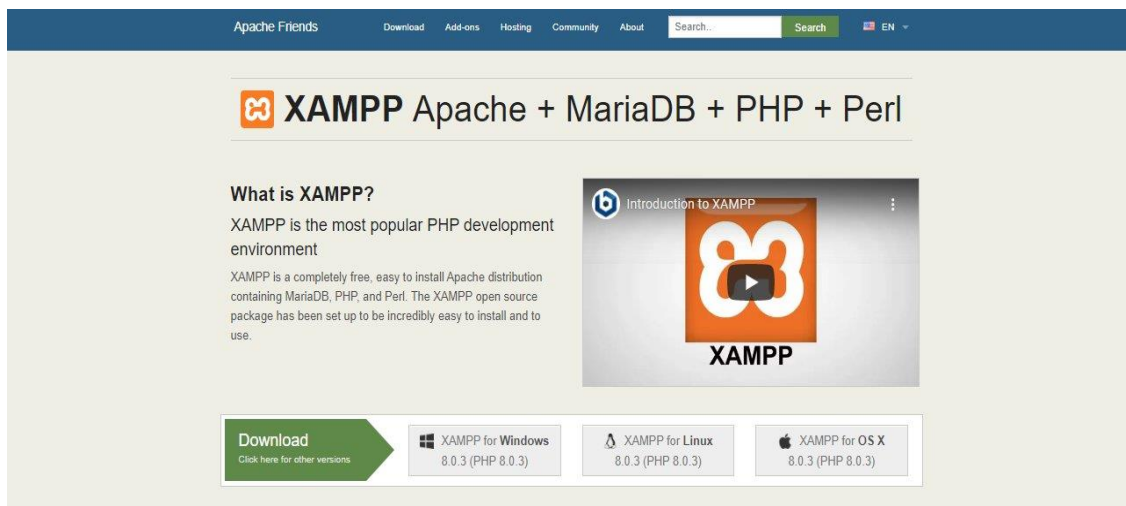 Apache Friends Download Add-ons Hosting Community About Search... Search EN
XAMPP Apache + MariaDB + PHP + Perl
What is XAMPP?
XAMPP is the most popular PHP development
environment
XAMPP is a completely free, easy to install Apache distribution
containing MariaDB, PHP, and Perl. The XAMPP open source
package has been set up to be incredibly easy to install and to
use.
Introduction to XAMPP
XAMPP
Download
Click here for other versions
XAMPP for Windows
8.0.3 (PHP 8.0.3)
XAMPP for Linux
8.0.3 (PHP 8.0.3)
XAMPP for OS X
8.0.3 (PHP 8.0.3)